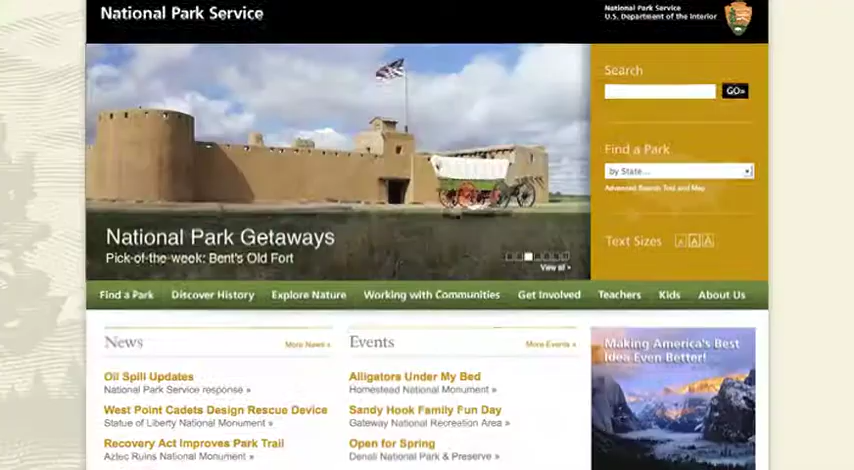 National Park Service
National Park Service
U.S. Department of the Interior
Search
GO»
Find a Park
by State...
Advanced Search Tool and Map
Text Sizes
A A A
National Park Getaways
Pick-of-the-week: Bent's Old Fort
View all »
Find a Park Discover History Explore Nature Working with Communities Get Involved Teachers Kids About Us
News
More News »
Oil Spill Updates
National Park Service response »
West Point Cadets Design Rescue Device
Statue of Liberty National Monument »
Recovery Act Improves Park Trail
Aztec Ruins National Monument »
Events
More Events »
Alligators Under My Bed
Homestead National Monument »
Sandy Hook Family Fun Day
Gateway National Recreation Area »
Open for Spring
Denali National Park & Preserve »
Making America's Best
Idea Even Better!